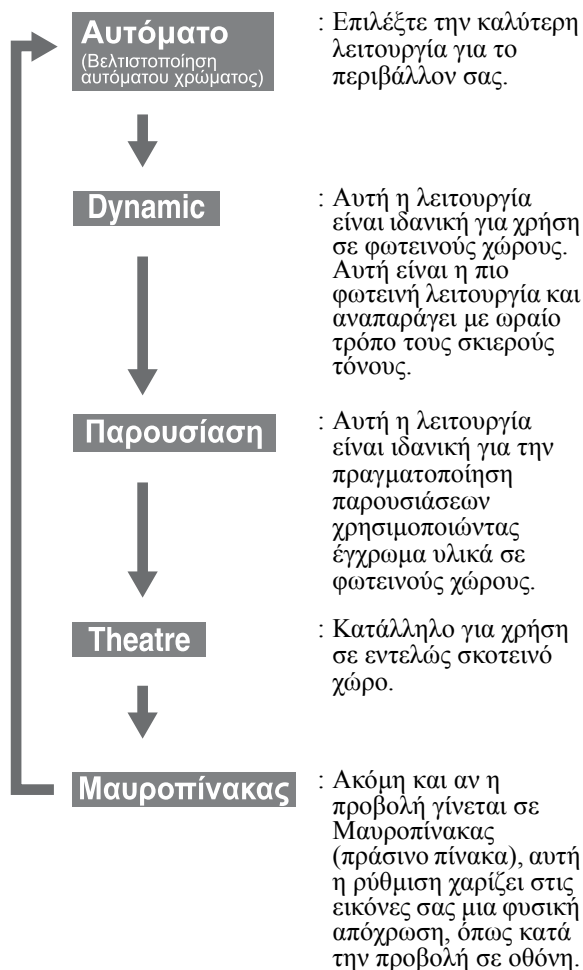 Αυτόματο
(Βελτιστοποίηση
αυτόματου χρώματος)
: Επιλέξτε την καλύτερη
λειτουργία για το
περιβάλλον σας.
Dynamic
: Αυτή η λειτουργία
είναι ιδανική για χρήση
σε φωτεινούς χώρους.
Αυτή είναι η πιο
φωτεινή λειτουργία και
αναπαράγει με ωραίο
τρόπο τους σκιερούς
τόνους.
Παρουσίαση
: Αυτή η λειτουργία
είναι ιδανική για την
πραγματοποίηση
παρουσιάσεων
χρησιμοποιώντας
έγχρωμα υλικά σε
φωτεινούς χώρους.
Theatre
: Κατάλληλο για χρήση
σε εντελώς σκοτεινό
χώρο.
Μαυροπίνακας
: Ακόμη και αν η
προβολή γίνεται σε
Μαυροπίνακας
(πράσινο πίνακα), αυτή
η ρύθμιση χαρίζει στις
εικόνες σας μια φυσική
απόχρωση, όπως κατά
την προβολή σε οθόνη.